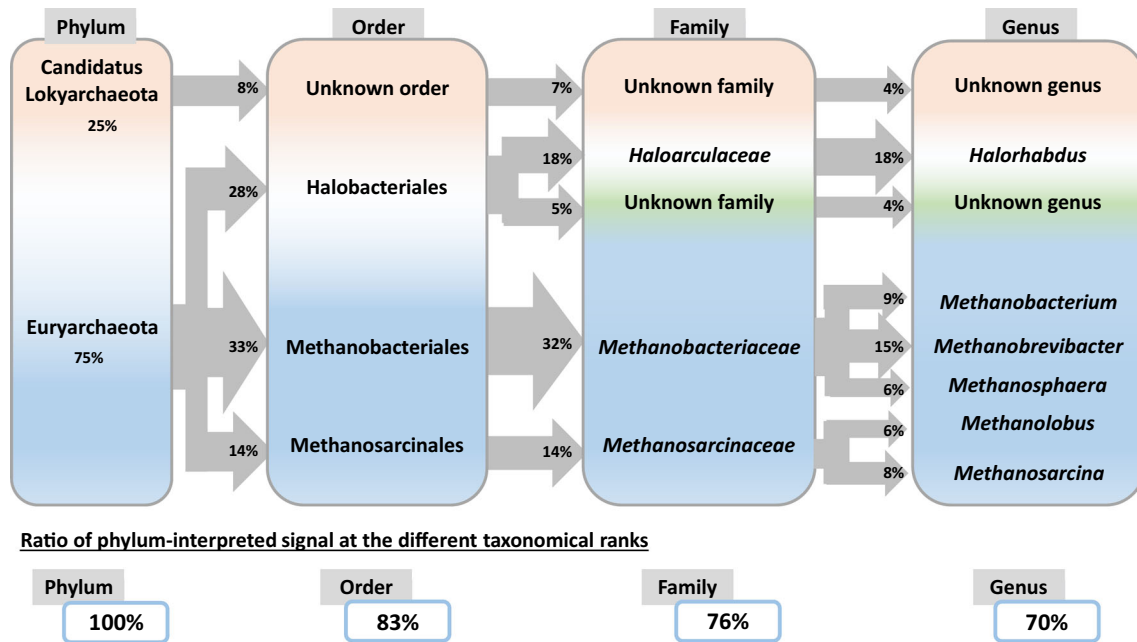 Phylum
Order
Family
Genus
Candidatus
Lokyarchaeota
25%
8%
Unknown order
7%
Unknown family
4%
Unknown genus
18%
Haloarculaceae
18%
Halorhabdus
28%
Halobacteriales
5%
Unknown family
4%
Unknown genus
Euryarchaeota
75%
33%
Methanobacteriales
32%
Methanobacteriaceae
9%
Methanobacterium
15%
Methanobrevibacter
6%
Methanosphaera
14%
Methanosarcinales
14%
Methanosarcinaceae
6%
Methanolobus
8%
Methanosarcina
Ratio of phylum-interpreted signal at the different taxonomical ranks
Phylum
Order
Family
Genus
100%
83%
76%
70%